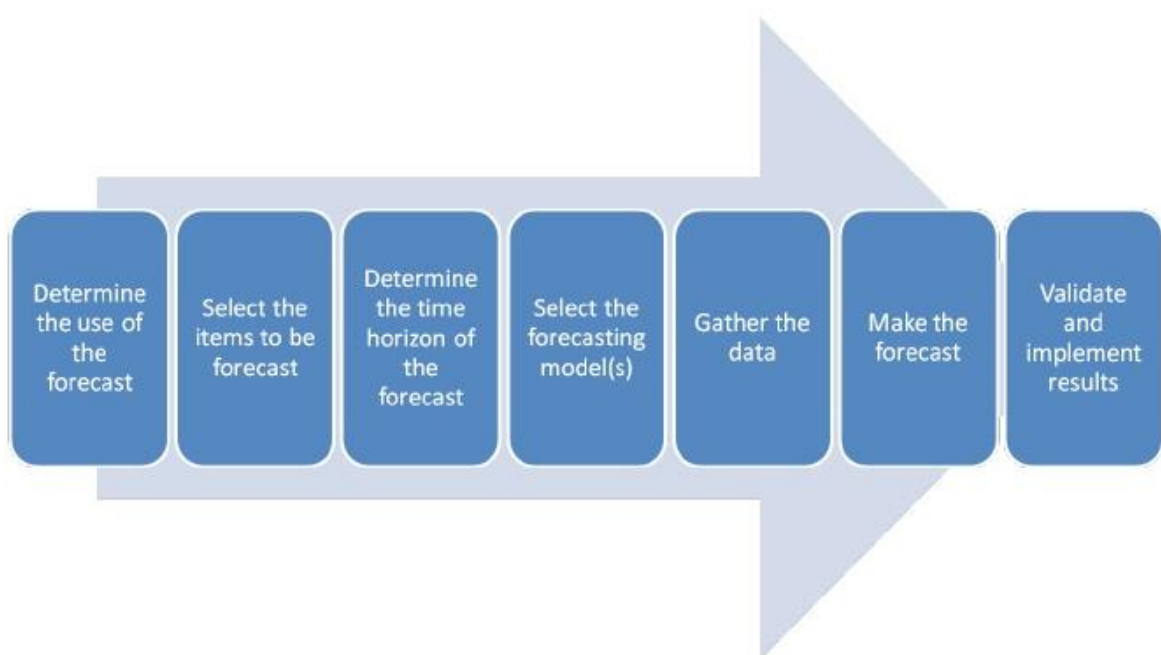 Determine
the use of
the
forecast
Select the
items to be
forecast
Determine
the time
horizon of
the
forecast
Select the
forecasting
model(s)
Gather the
data
Make the
forecast
Validate
and
implement
results